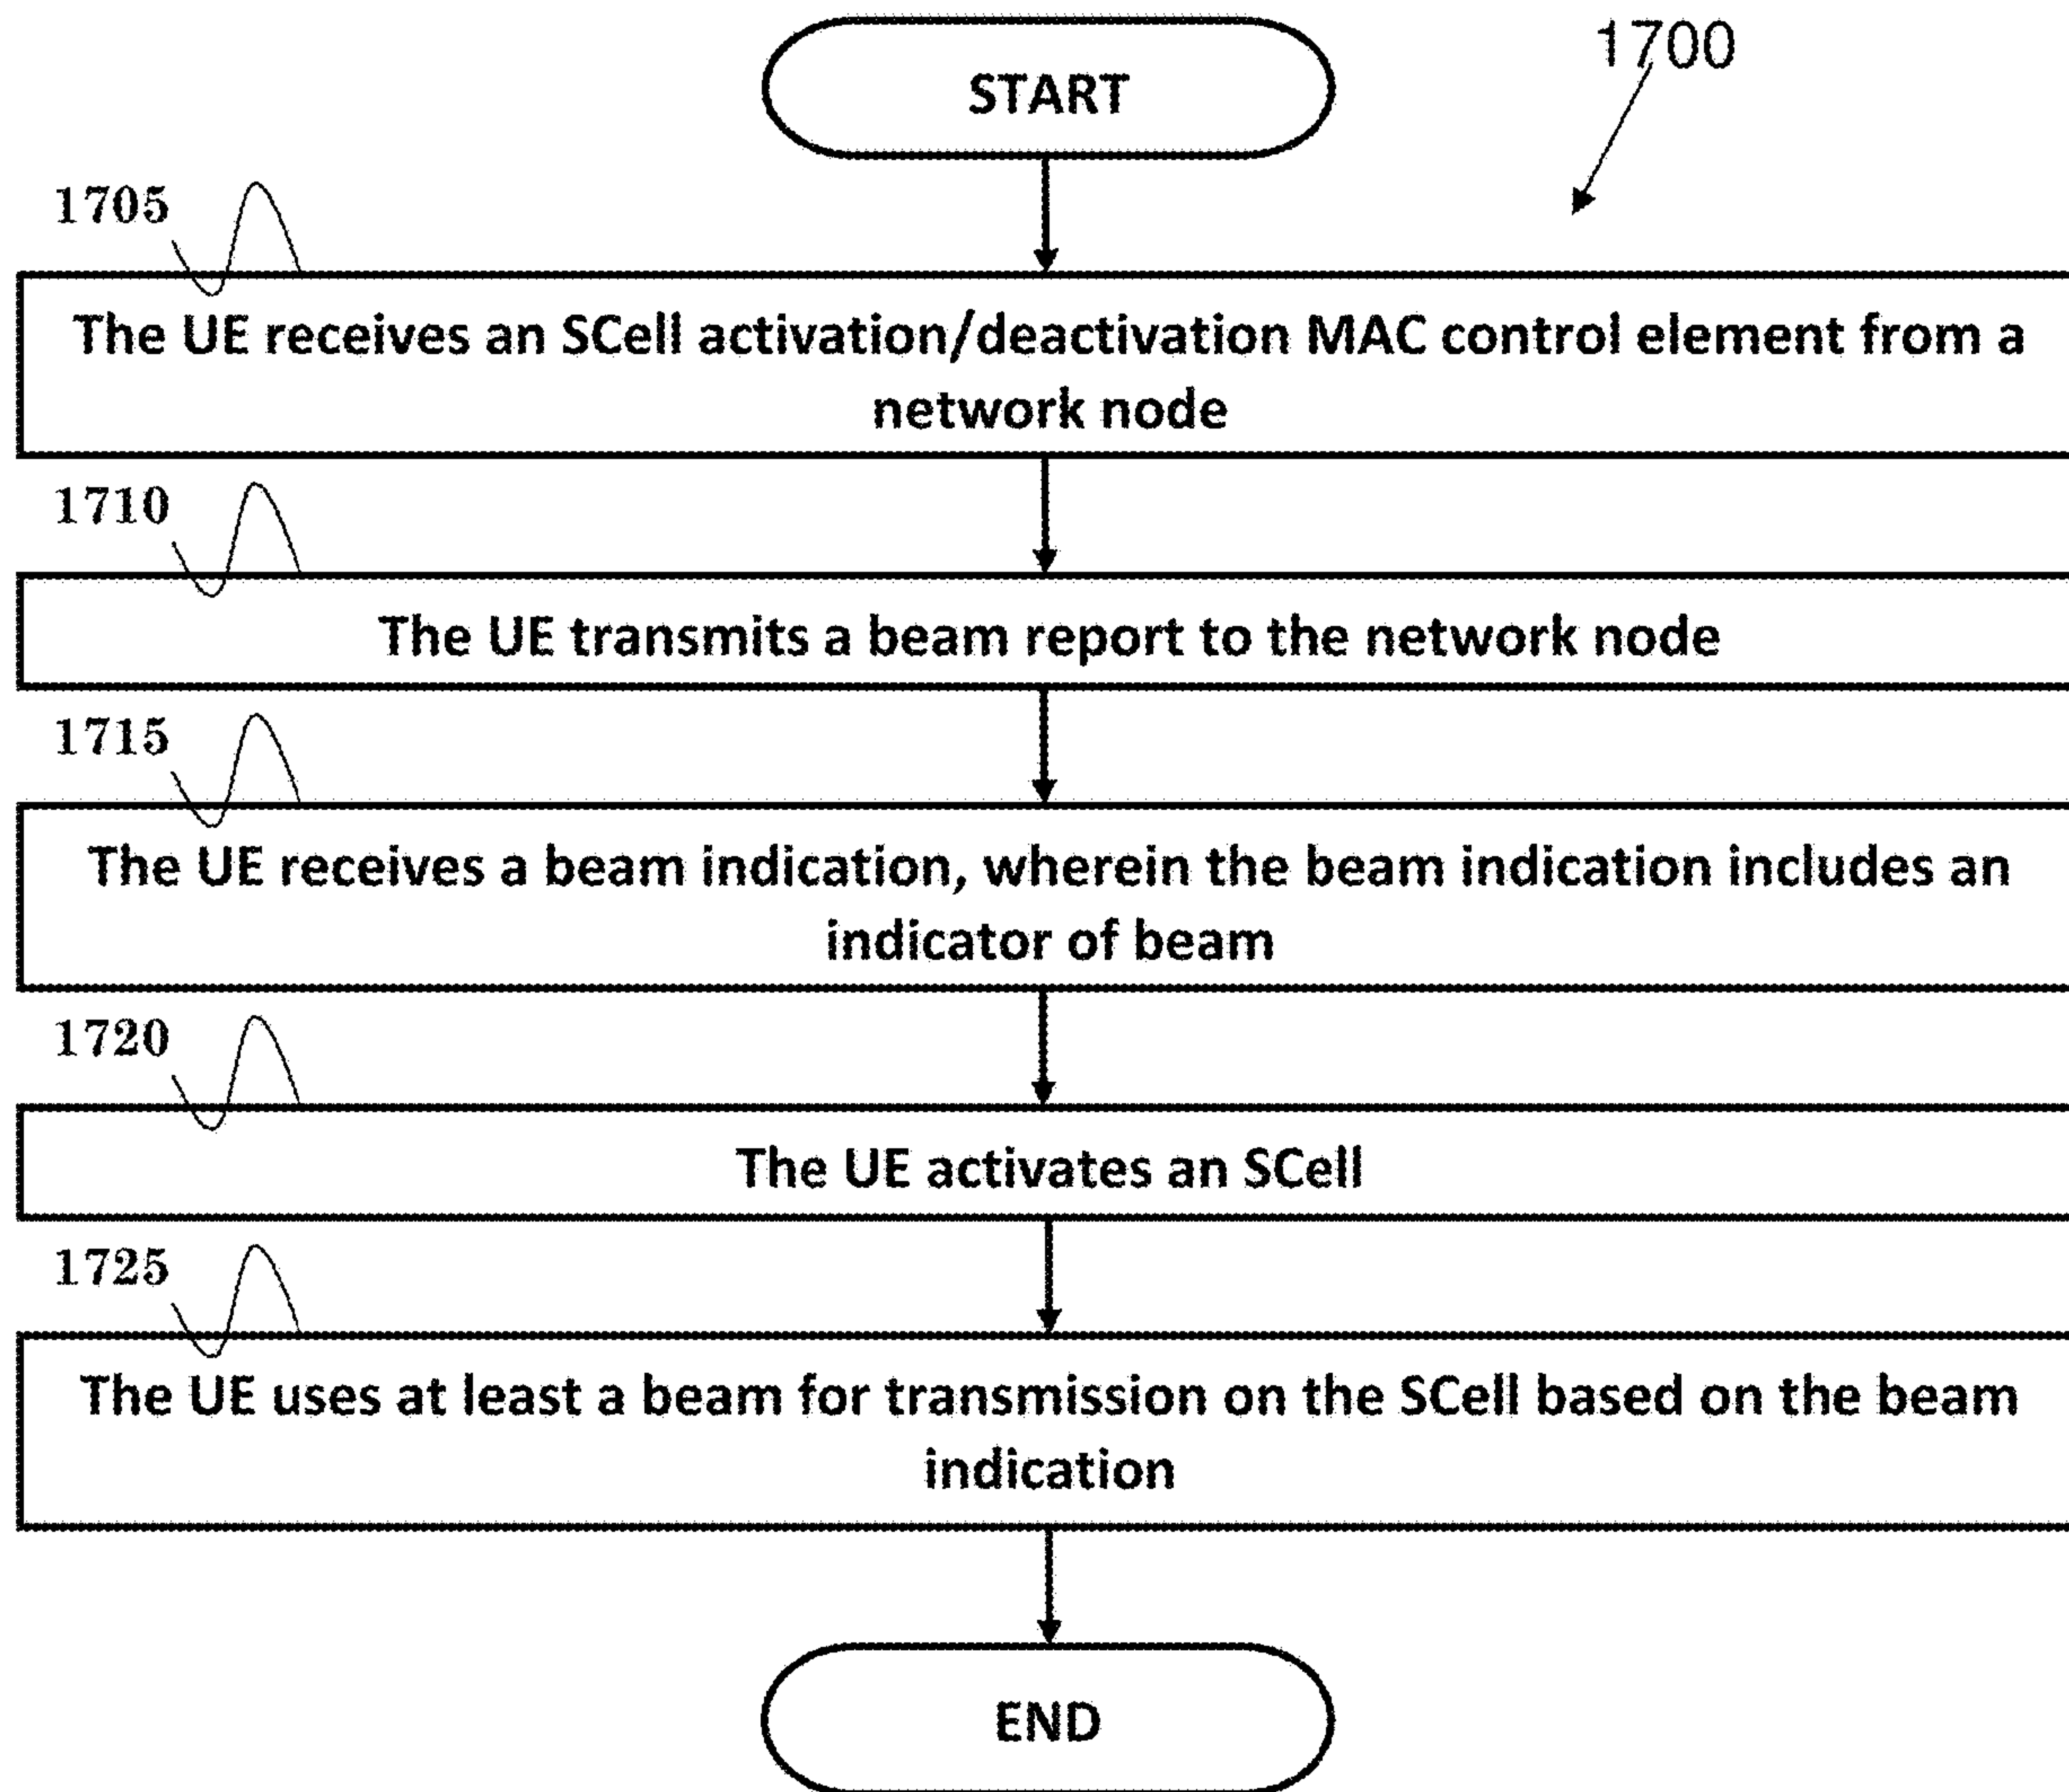 START
1700
1705
The UE receives an SCell activation/deactivation MAC control element from a
network node
1710
The UE transmits a beam report to the network node
1715
The UE receives a beam indication, wherein the beam indication includes an
indicator of beam
1720
The UE activates an SCell
1725
The UE uses at least a beam for transmission on the SCell based on the beam
indication
END